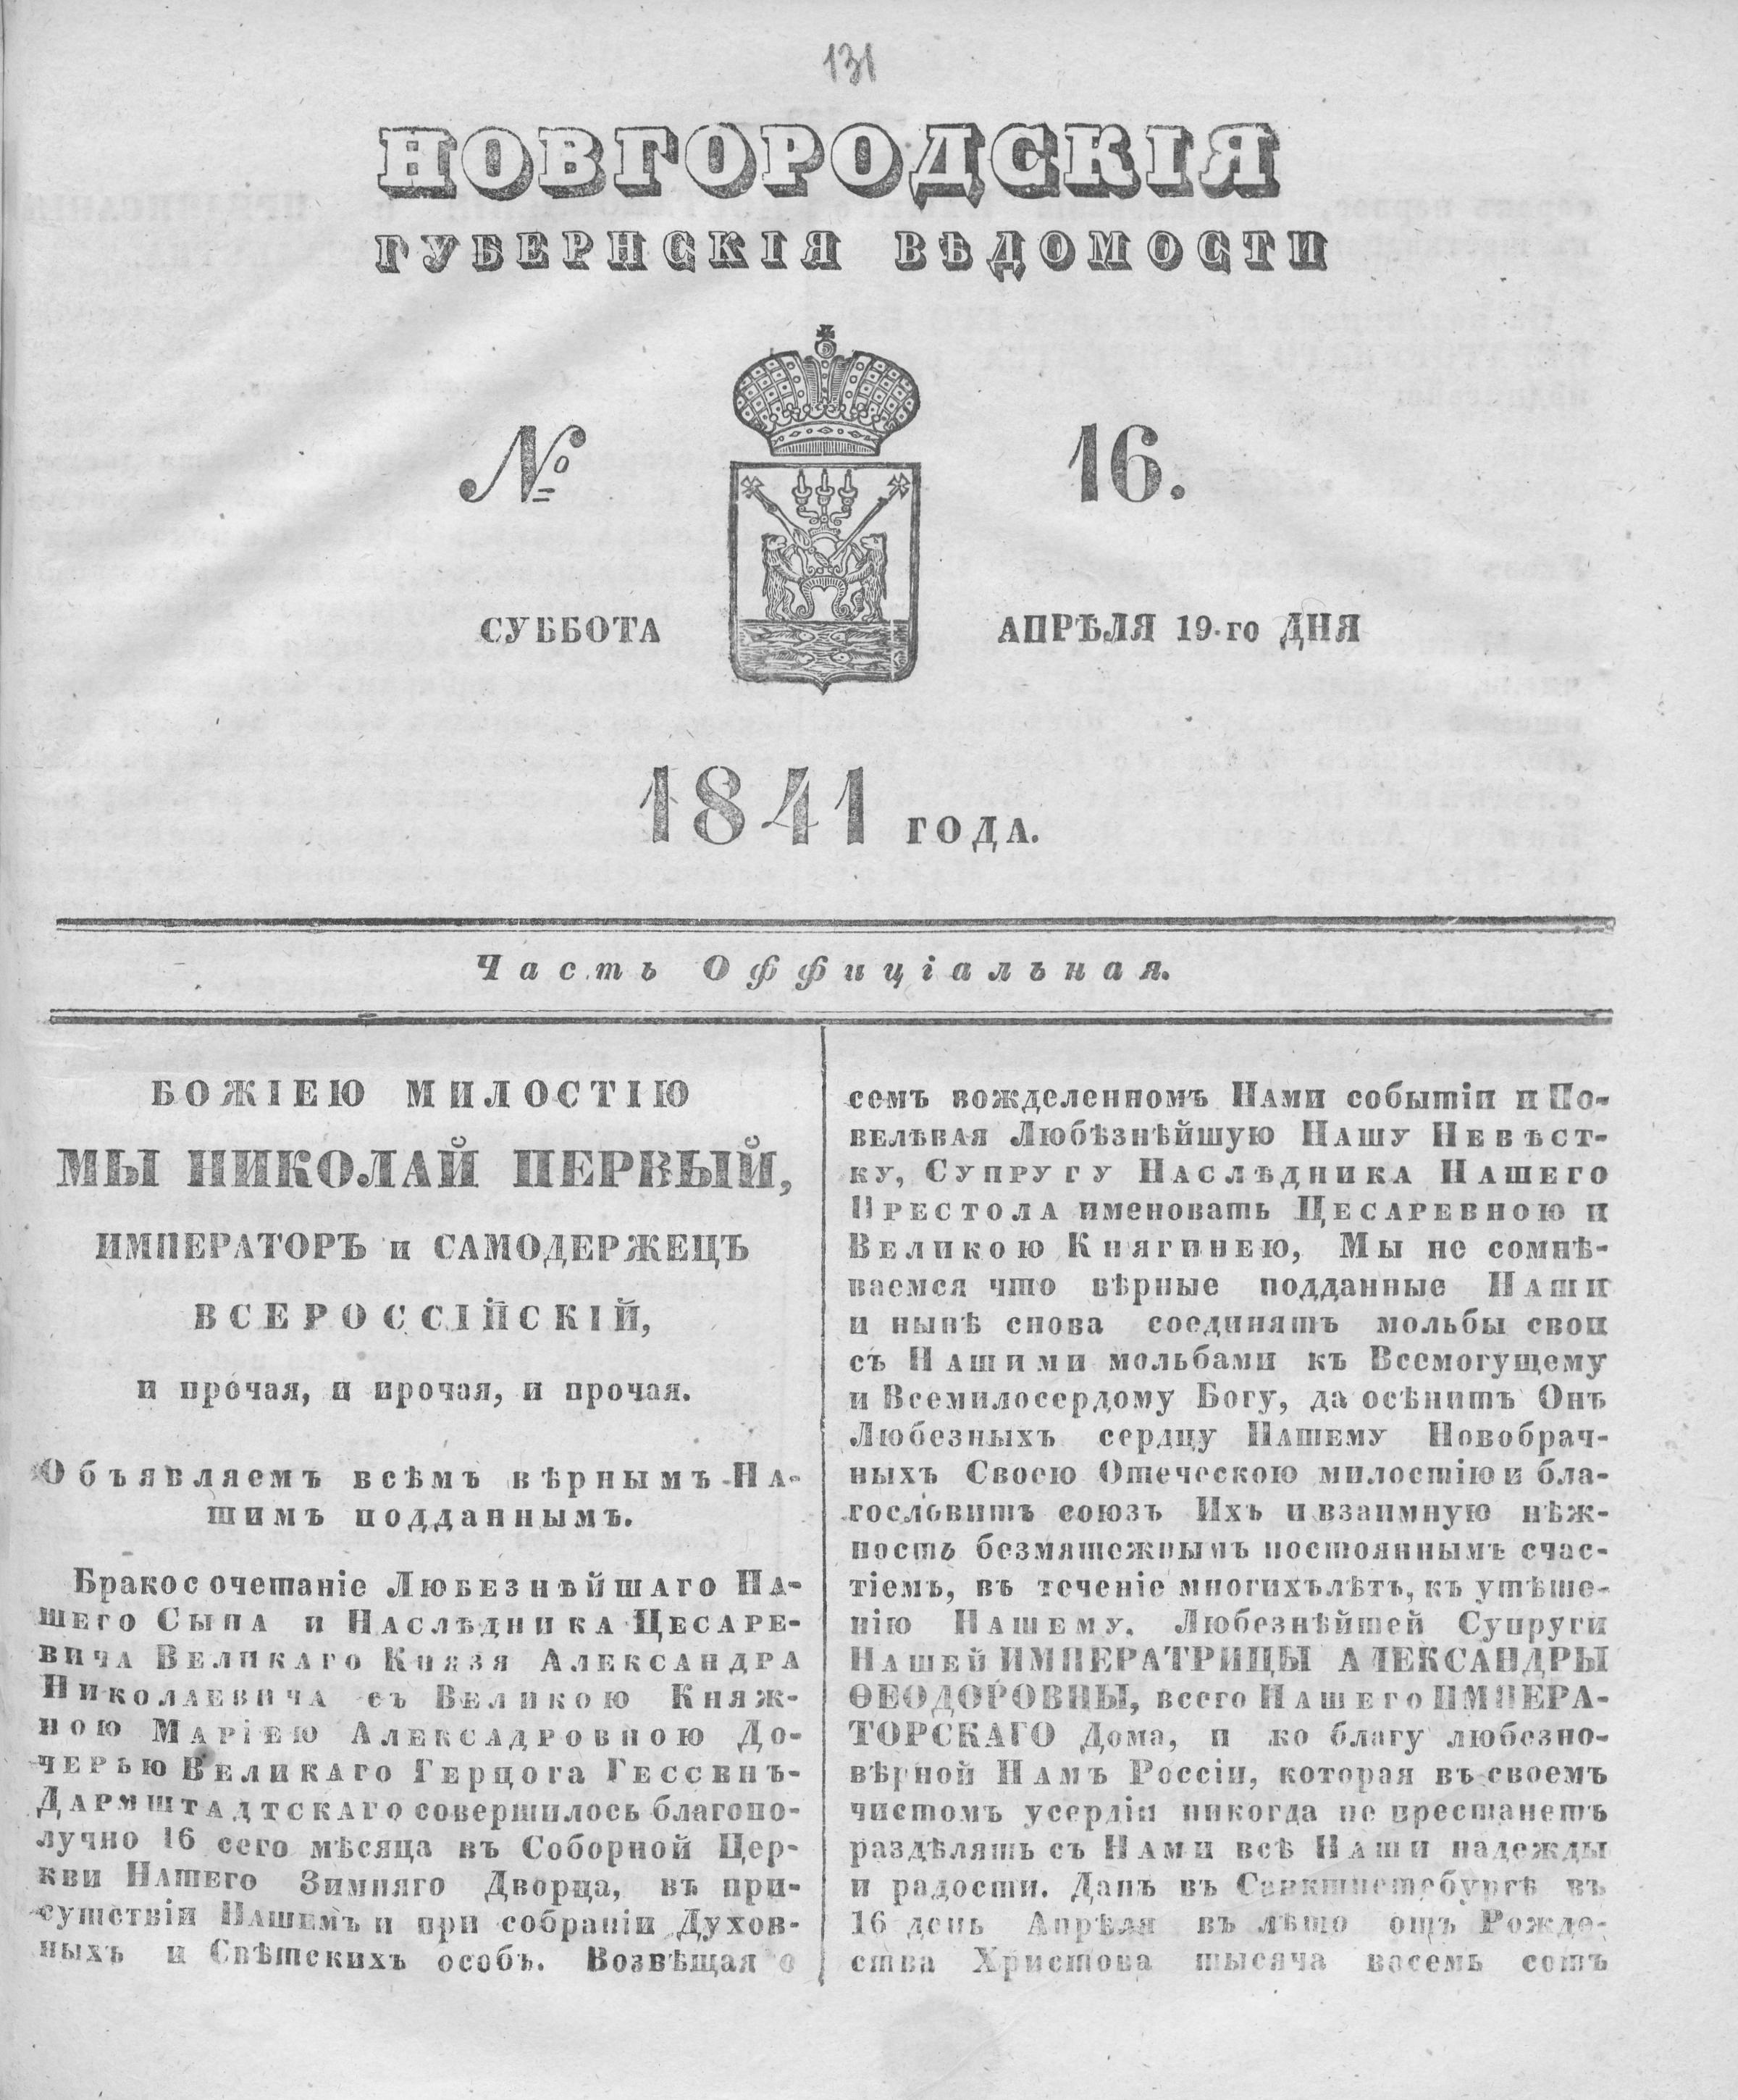 131
НОВГОРОДСКІЯ
ГУБЕРНСКІЯ ВѢДОМОСТИ
№ 16.
СУББОТА АПРѢЛЯ 19-го ДНЯ
1841 года.
Часть Оффиціальная.
БОЖІЕЮ МИЛОСТІЮ
МЫ НИКОЛАЙ ПЕРВЫЙ,
ИМПЕРАТОРЪ и САМОДЕРЖЕЦЪ
ВСЕРОССІЙСКІЙ,
и прочая, и прочая, и прочая.
Объявляемъ всѣмъ вѣрнымъ На-
шимъ подданнымъ.
Бракосочетаніе Любезнѣйшаго На-
шего Сына и Наслѣдника Цесаре-
вича Великаго Князя Александра
Николаевича съ Великою Княж-
ною Маріею Алексадровною До-
черью Великаго Герцога Гессенъ-
Дармштадтскаго совершилось благопо-
лучно 16 сего мѣсяца въ Соборной Цер-
кви Нашего Зимняго Дворца, въ при-
сутствіи Нашемъ и при собраніи Духов-
ныхъ и Свѣтскихъ особъ. Возвѣщая о
семъ вожделенномъ Нами событіи и По-
велѣвая Любѣзнѣйшую Нашу Невѣст-
ку, Супругу Наслѣдника Нашего
Престола именовать Цесаревною и
Великою Княгинею, Мы не сомнѣ-
ваемся что вѣрные подданные Наши
и нынѣ снова соединятъ мольбы свои
съ Нашими мольбами къ Всемогущему
и Всемилосердому Богу, да осѣнитъ Онъ
Любезныхъ сердцу Нашему Новобрач-
ныхъ Своею Отеческою милостію и бла-
гословитъ союзъ Ихъ и взаимную нѣж-
ность безмятежнымъ постояннымъ счас-
тіемъ, въ теченіе многихъ лѣтъ, къ утѣше-
нію Нашему, Любезнѣйшей Супруги
Нашей ИМПЕРАТРИЦЫ АЛЕКСАНДРЫ
ѲЕОДОРОВНЫ, всего Нашего ИМПЕРА-
ТОРСКАГО Дома, и ко благу любезно-
вѣрной Намъ Россіи, которая въ своемъ
чистомъ усердіи никогда не престанетъ
раздѣлять съ Нами всѣ Наши надежды
и радости. Данъ въ Санктпетебургѣ въ
16 день Апрѣля въ лѣто отъ Рожде-
ства Христова тысяча восемь сотъ